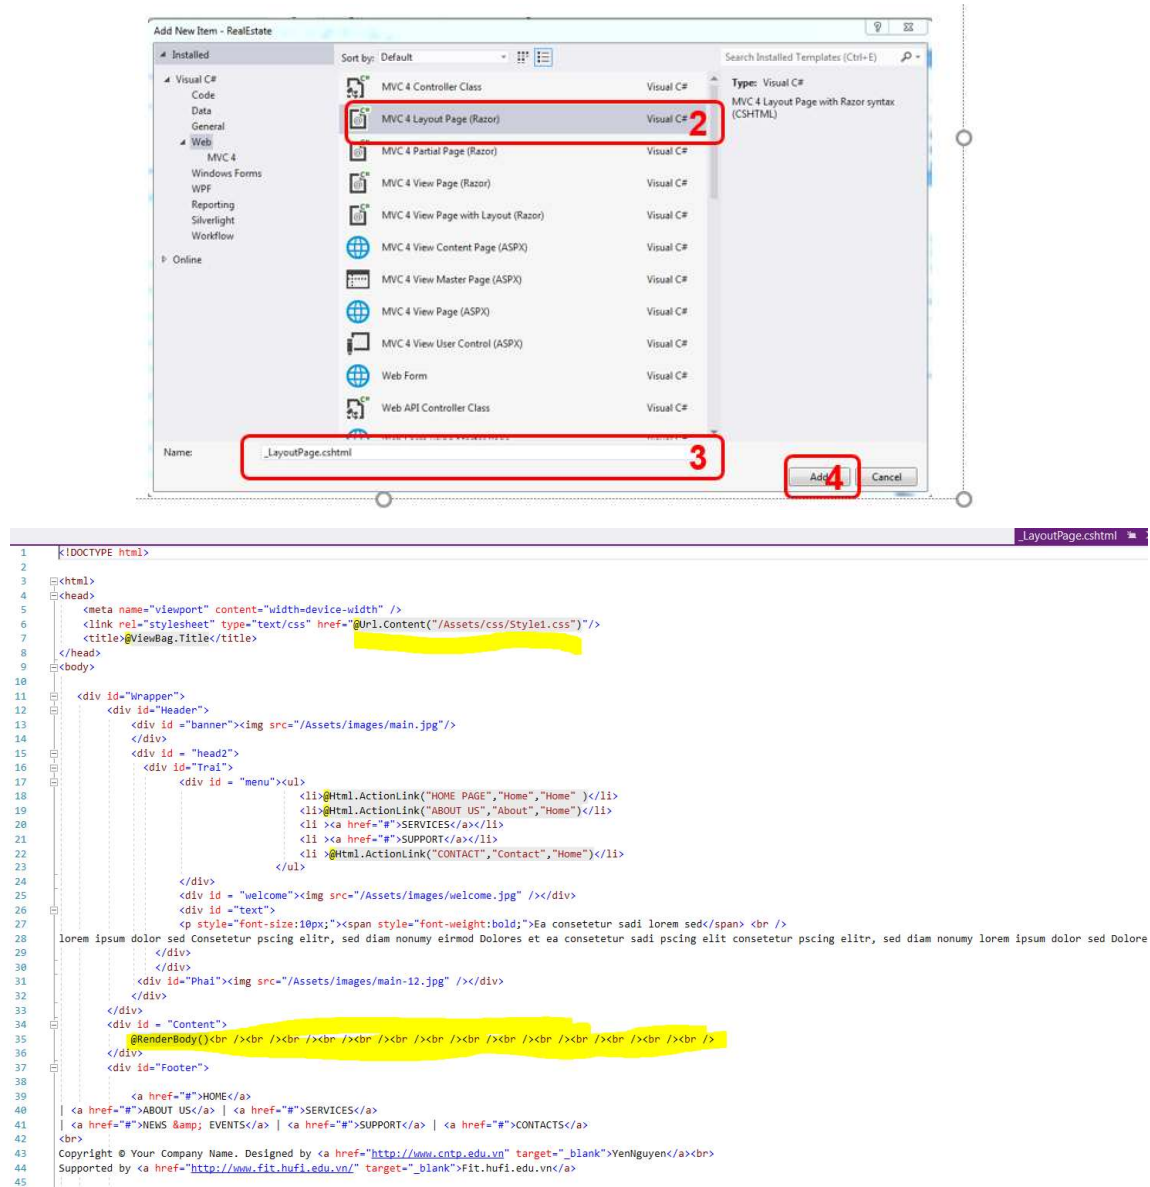 Add New Item - RealEstate
Installed
Sort by: Default
Search Installed Templates (Ctrl+E)
Visual C#
Code
Data
General
Web
MVC 4
Windows Forms
WPF
Reporting
Silverlight
Workflow
Online
MVC 4 Controller Class Visual C#
MVC 4 Layout Page (Razor) Visual C# 2
MVC 4 Partial Page (Razor) Visual C#
MVC 4 View Page (Razor) Visual C#
MVC 4 View Page with Layout (Razor) Visual C#
MVC 4 View Content Page (ASPX) Visual C#
MVC 4 View Master Page (ASPX) Visual C#
MVC 4 View Page (ASPX) Visual C#
MVC 4 View User Control (ASPX) Visual C#
Web Form Visual C#
Web API Controller Class Visual C#
Type: Visual C#
MVC 4 Layout Page with Razor syntax
(CSHTML)
Name: _LayoutPage.cshtml 3
Add 4 Cancel
_LayoutPage.cshtml
1 <!DOCTYPE html>
2
3 <html>
4 <head>
5 <meta name="viewport" content="width=device-width" />
6 <link rel="stylesheet" type="text/css" href="@Url.Content("/Assets/css/Style1.css")"/>
7 <title>@ViewBag.Title</title>
8 </head>
9 <body>
10
11 <div id="Wrapper">
12 <div id="Header">
13 <div id ="banner"><img src="/Assets/images/main.jpg"/>
14 </div>
15 <div id = "head2">
16 <div id="Trai">
17 <div id = "menu"><ul>
18 <li>@Html.ActionLink("HOME PAGE","Home","Home" )</li>
19 <li>@Html.ActionLink("ABOUT US","About","Home")</li>
20 <li ><a href="#">SERVICES</a></li>
21 <li ><a href="#">SUPPORT</a></li>
22 <li >@Html.ActionLink("CONTACT","Contact","Home")</li>
23 </ul>
24 </div>
25 <div id = "welcome"><img src="/Assets/images/welcome.jpg" /></div>
26 <div id ="text">
27 <p style="font-size:10px;"><span style="font-weight:bold;">Ea consetetur sadi lorem sed</span> <br />
28 lorem ipsum dolor sed Consetetur pscing elitr, sed diam nonumy eirmod Dolores et ea consetetur sadi pscing elit consetetur pscing elitr, sed diam nonumy lorem ipsum dolor sed Dolore
29 </div>
30 </div>
31 <div id="Phai"><img src="/Assets/images/main-12.jpg" /></div>
32 </div>
33 </div>
34 <div id = "Content">
35 @RenderBody()<br /><br /><br /><br /><br /><br /><br /><br /><br /><br /><br /><br /><br />
36 </div>
37 <div id="Footer">
38
39 <a href="#">HOME</a>
40 | <a href="#">ABOUT US</a> | <a href="#">SERVICES</a>
41 | <a href="#">NEWS &amp; EVENTS</a> | <a href="#">SUPPORT</a> | <a href="#">CONTACTS</a>
42 <br>
43 Copyright © Your Company Name. Designed by <a href="http://www.cntp.edu.vn" target="_blank">YenNguyen</a><br>
44 Supported by <a href="http://www.fit.hufi.edu.vn/" target="_blank">Fit.hufi.edu.vn</a>
45